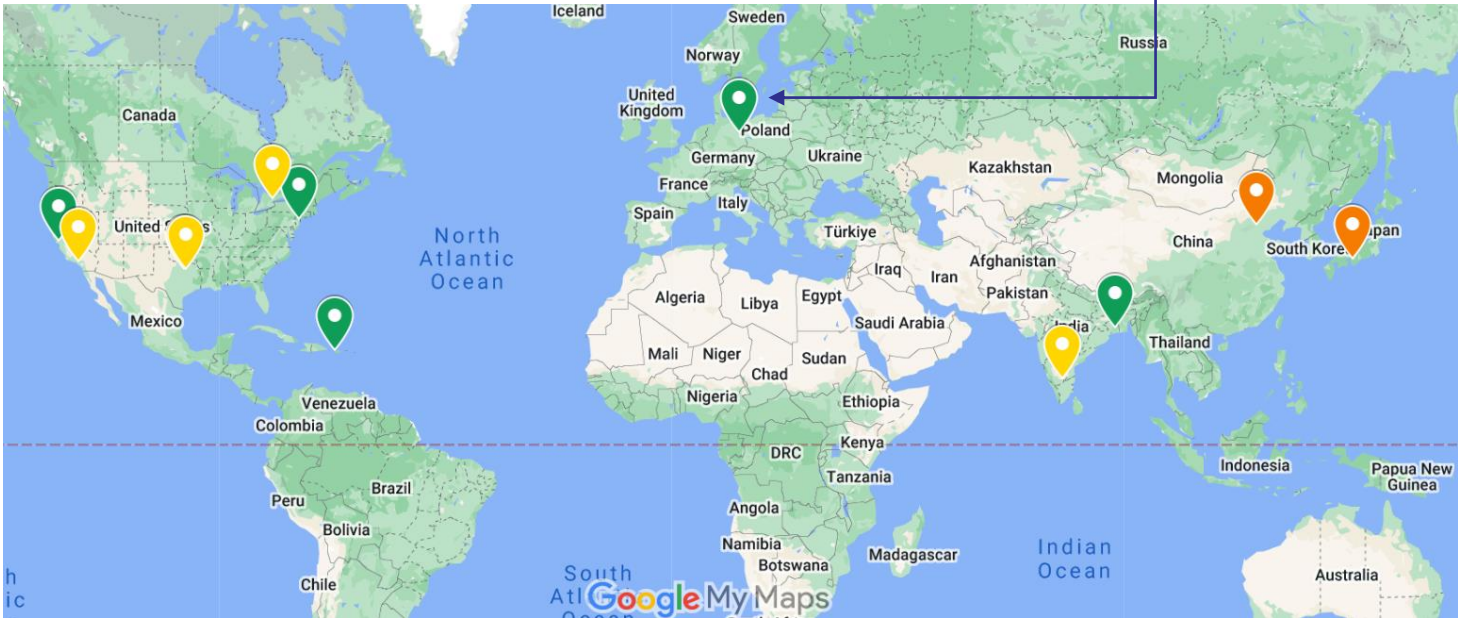 Iceland
Sweden
Norway
Russia
United
Kingdom
Canada
Poland
Germany
Ukraine
Kazakhstan
Mongolia
France
Italy
Spain
United
Türkiye
China
South
North
Atlantic
Ocean
Afghanistan
Iraq
Iran
Pakistan
Algeria
Libya
Egypt
Saudi Arabia
Mexico
India
Thailand
Mali
Niger
Sudan
Chad
Nigeria
Ethiopia
Venezuela
Colombia
DRC
Kenya
Indonesia
Papua New
Guinea
Tanzania
Brazil
Peru
Angola
Bolivia
Namibia
Botswana
Madagascar
Indian
Ocean
Chile
South
Australia
Google My Maps